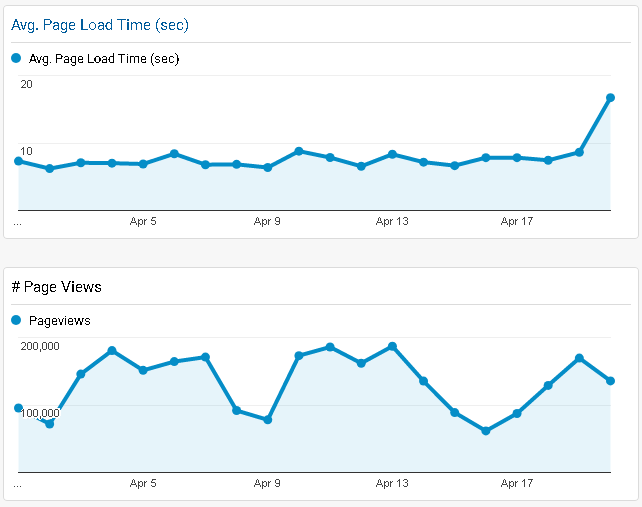 Avg. Page Load Time (sec)
Avg. Page Load Time (sec)
20
10
... Apr 5 Apr 9 Apr 13 Apr 17
# Page Views
Pageviews
200,000
100,000
... Apr 5 Apr 9 Apr 13 Apr 17